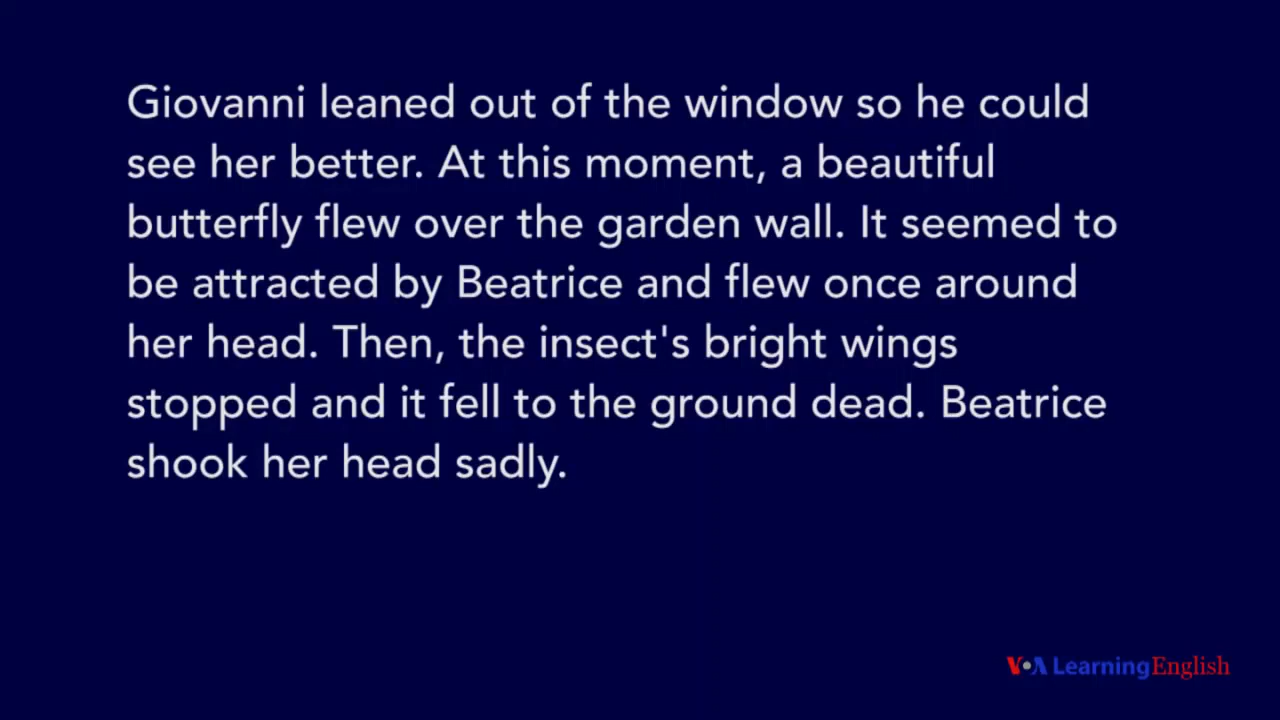 Giovanni leaned out of the window so he could
see her better. At this moment, a beautiful
butterfly flew over the garden wall. It seemed to
be attracted by Beatrice and flew once around
her head. Then, the insect's bright wings
stopped and it fell to the ground dead. Beatrice
shook her head sadly.
VOA Learning English